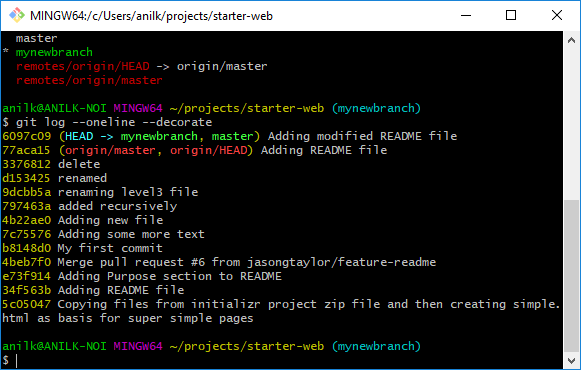 MINGW64:/c/Users/anilk/projects/starter-web
master
* mynewbranch
remotes/origin/HEAD -> origin/master
remotes/origin/master
anilk@ANILK-NOI MINGW64 ~/projects/starter-web (mynewbranch)
$ git log --oneline --decorate
6097c09 (HEAD -> mynewbranch, master) Adding modified README file
77aca15 (origin/master, origin/HEAD) Adding README file
3376812 delete
d153425 renamed
9dcbb5a renaming level3 file
797463a added recursively
4b22ae0 Adding new file
7c75576 Adding some more text
b8148d0 My first commit
4beb7f0 Merge pull request #6 from jasongtaylor/feature-readme
e73f914 Adding Purpose section to README
34f563b Adding README file
5c05047 Copying files from initializr project zip file and then creating simple.
html as basis for super simple pages
anilk@ANILK-NOI MINGW64 ~/projects/starter-web (mynewbranch)
$